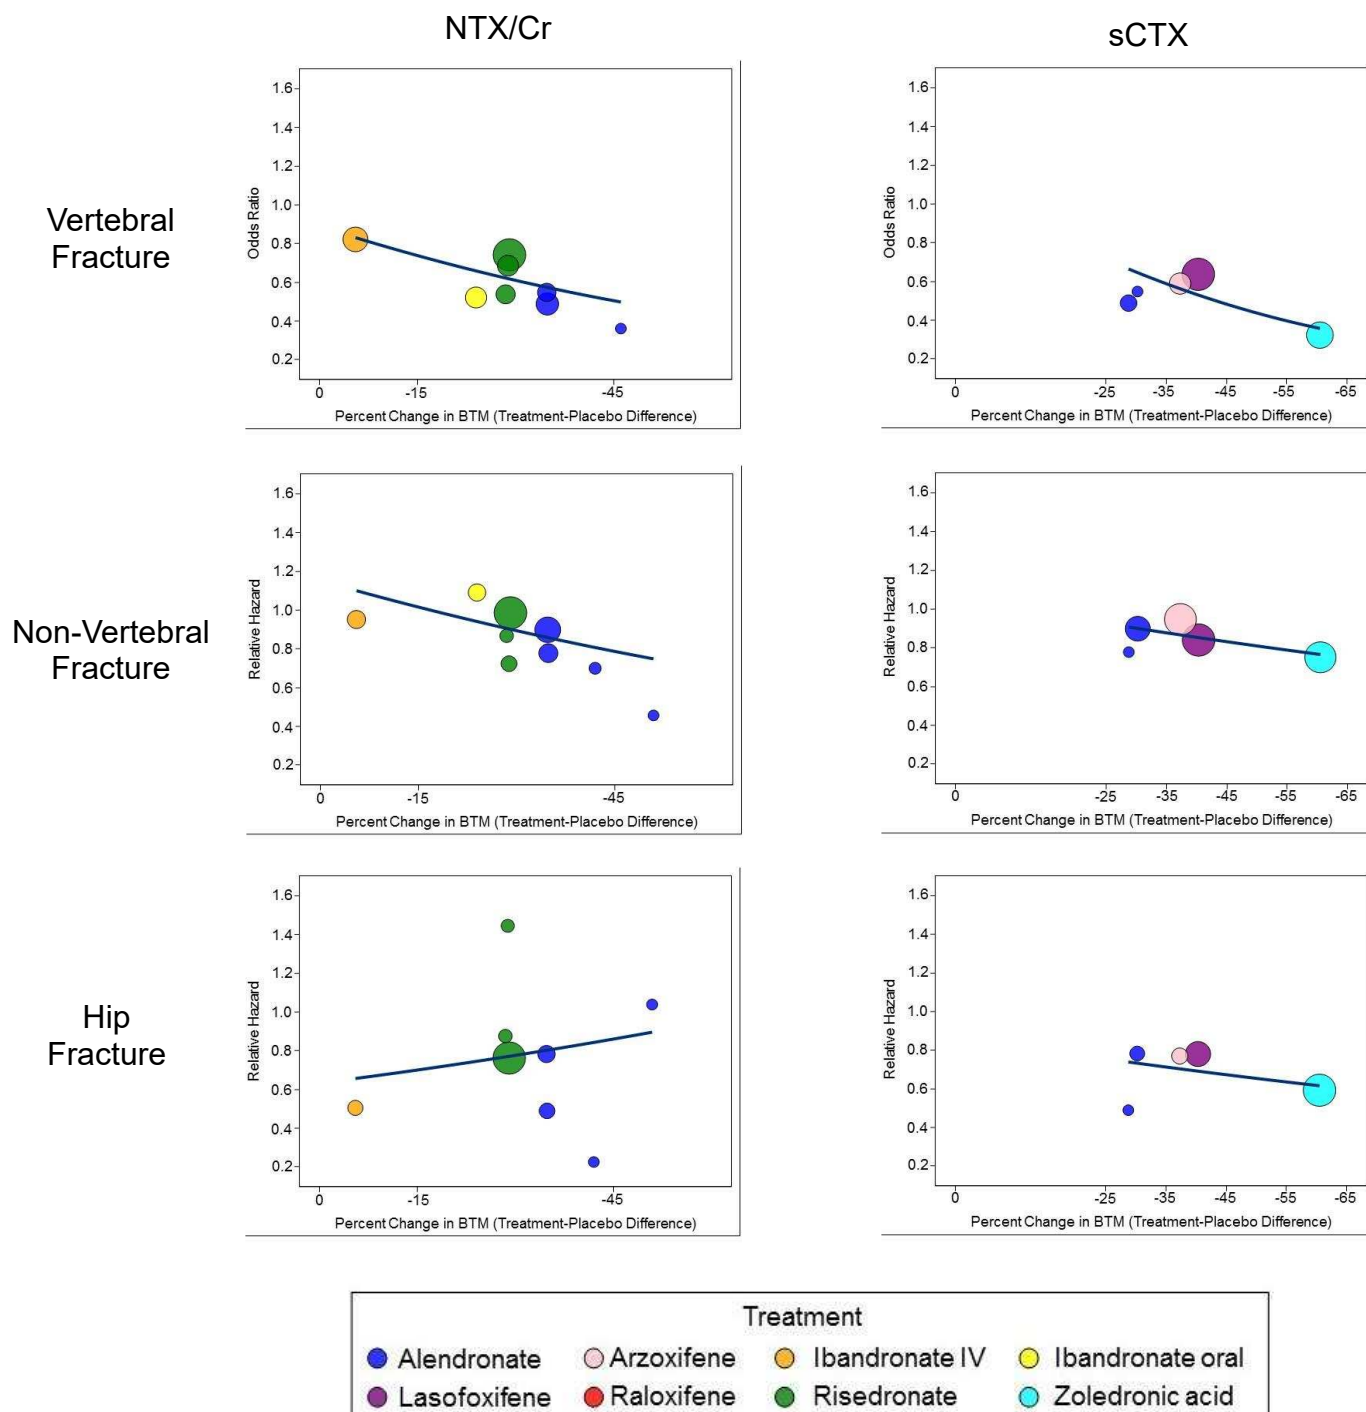 NTX/Cr
sCTX
Vertebral
Fracture
Odds Ratio
1.6
1.4
1.2
1.0
0.8
0.6
0.4
0.2
0 -15 -45
Percent Change in BTM (Treatment-Placebo Difference)
Odds Ratio
1.6
1.4
1.2
1.0
0.8
0.6
0.4
0.2
0 -25 -35 -45 -55 -65
Percent Change in BTM (Treatment-Placebo Difference)
Non-Vertebral
Fracture
Relative Hazard
1.6
1.4
1.2
1.0
0.8
0.6
0.4
0.2
0 -15 -45
Percent Change in BTM (Treatment-Placebo Difference)
Relative Hazard
1.6
1.4
1.2
1.0
0.8
0.6
0.4
0.2
0 -25 -35 -45 -55 -65
Percent Change in BTM (Treatment-Placebo Difference)
Hip
Fracture
Relative Hazard
1.6
1.4
1.2
1.0
0.8
0.6
0.4
0.2
0 -15 -45
Percent Change in BTM (Treatment-Placebo Difference)
Relative Hazard
1.6
1.4
1.2
1.0
0.8
0.6
0.4
0.2
0 -25 -35 -45 -55 -65
Percent Change in BTM (Treatment-Placebo Difference)
Treatment
Alendronate Arzoxifene Ibandronate IV Ibandronate oral
Lasofoxifene Raloxifene Risedronate Zoledronic acid